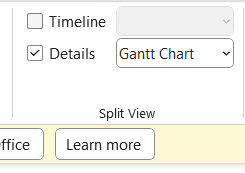 Timeline
Details Gantt Chart
Split View
ffice Learn more